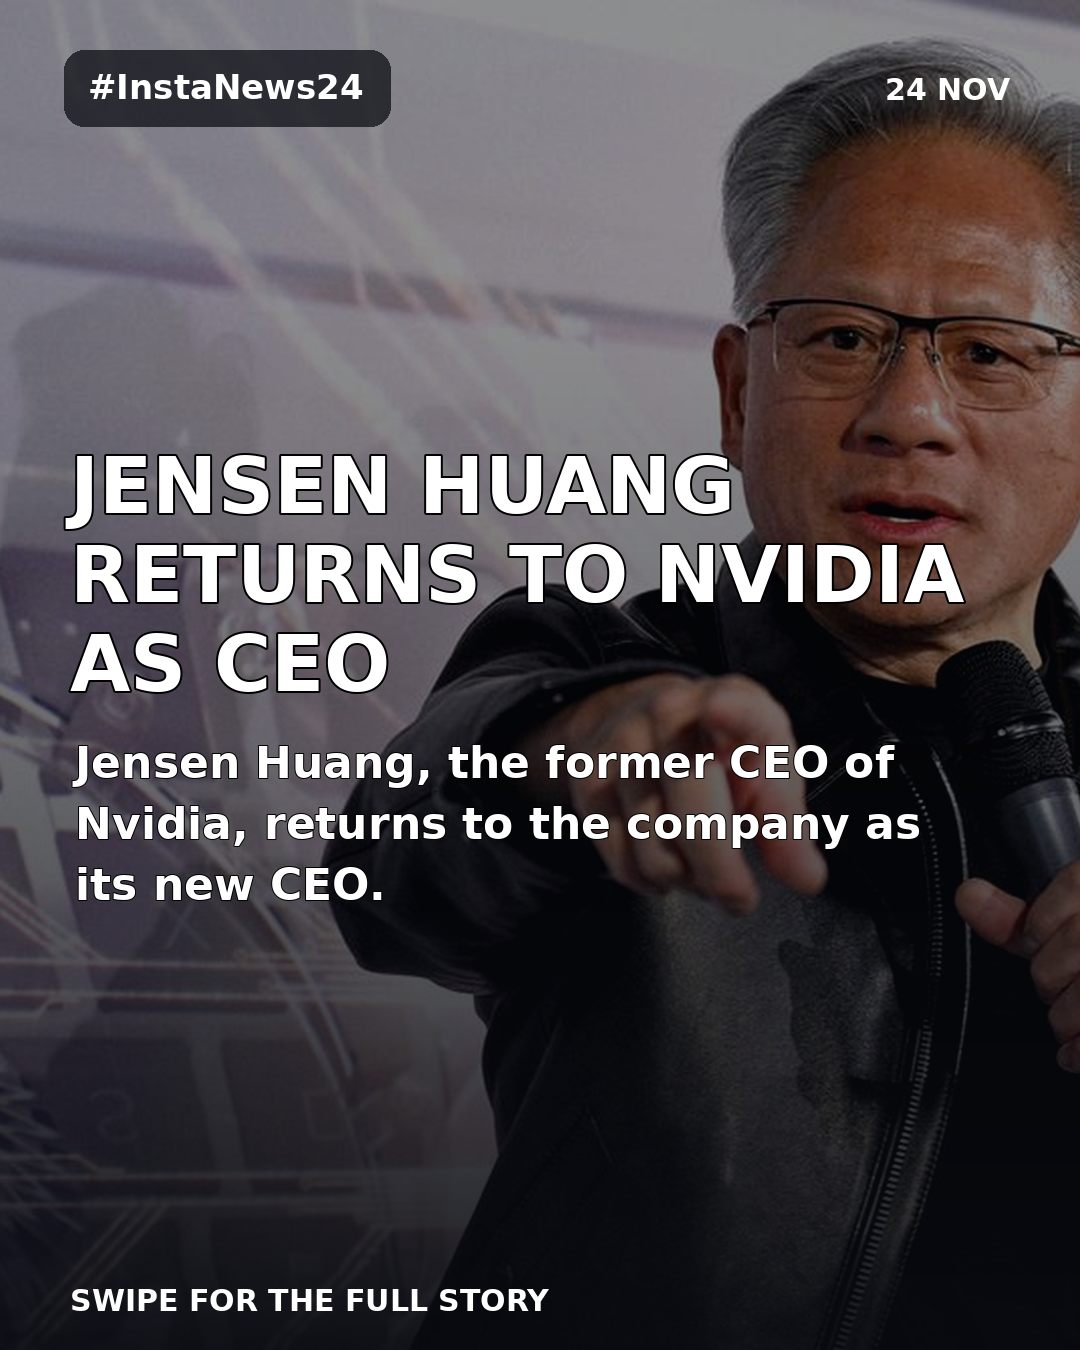 #InstaNews24
24 NOV
JENSEN HUANG
RETURNS TO NVIDIA
AS CEO
Jensen Huang, the former CEO of
Nvidia, returns to the company as
its new CEO.
SWIPE FOR THE FULL STORY